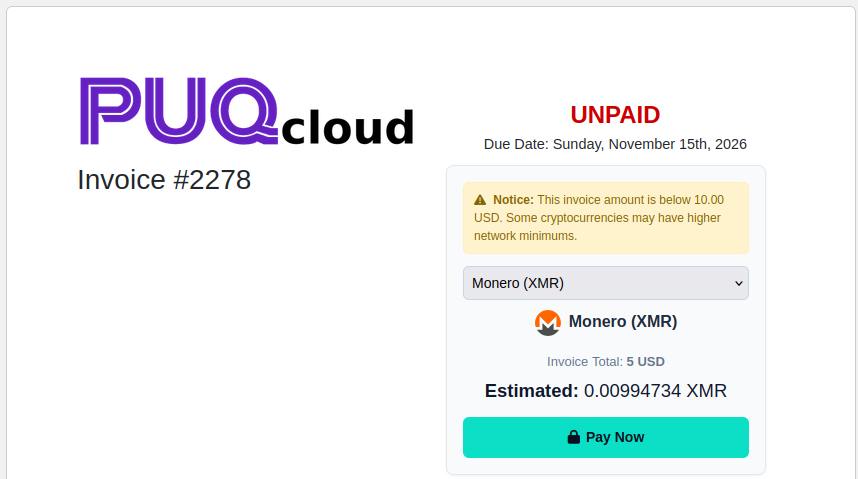 PUQcloud
Invoice #2278
UNPAID
Due Date: Sunday, November 15th, 2026
Notice: This invoice amount is below 10.00
USD. Some cryptocurrencies may have higher
network minimums.
Monero (XMR)
Monero (XMR)
Invoice Total: 5 USD
Estimated: 0.00994734 XMR
Pay Now